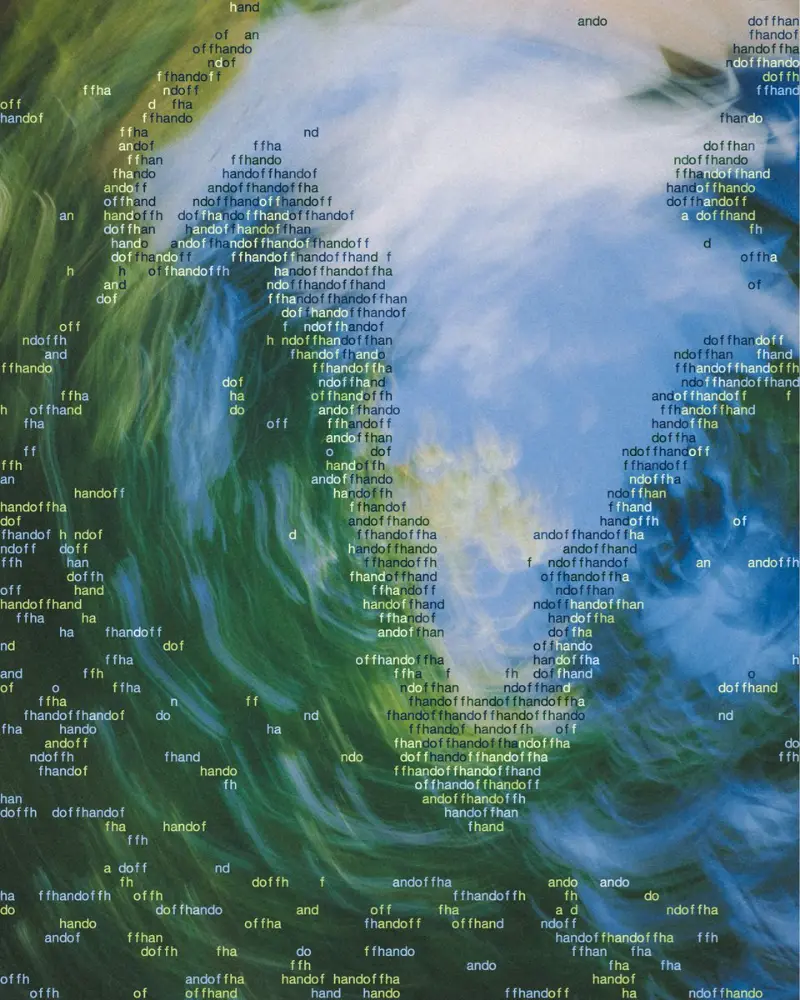 hand
ando doffhan
of an fhandof
offhando handoffha
ndof ndoffhando
ffhandoff doffh
ffha ndoff ffhand
off d fha
handof ffhando fhando
ffha nd
andof ffha doffhan
ffhan ffhando ndoffhando
fhando handoffhandof ffhandoffhand
andoff andoffhandoffha handoffhando
offhand ndoffhandoffhandoff doffhandoff
an handoffh doffhandoffhandoffhandof a doffhand
doffhan handoffhandoffhan fh
hando andoffhandoffhandoffhandoff d
doffhandoff ffhandoffhandoffhand f offha
h h offhandoffh handoffhandoffha
and ndoffhandoffhand of
dof ffhandoffhandoffhan
doffhandoffhando
off f ndoffhandof
ndoffh h ndoffhandoffhan doffhandoff
and fhandoffhando ndoffhan fhand
ffhando ffhandoffha ffhandoffhandoffh
dof ndoffhand ndoffhandoffhand
ffha ha offhandoffh andoffhandoff f
h offhand do andoffhando ffhandoffhand
fha off ffhandoff handoffha
andoffhan doffha
ff o dof ndoffhandoff
ffh handoffh ffhandoff
an andoffhando ndoffha
handoff handoffh ndoffhan
handoffha ffhandoff ffhand
dof andoffhando handoffh of
fhandof h ndof d ffhandoffha andoffhandoffha
ndoff doff handoffhando andoffhand
ffh han ffhandoffh f ndoffhando an andoffh
doffh fhandoffhand offhandoffha
off hand ffhandoff ndoffhando
handoffhand handoffhand ndoffhandoffhan
ffha ha ffhandof handoffha
ha fhandoff andoffhan doffha
nd dof offhando
ffha offhandoffha handoffha h
and ffh ffha f fh doffhand o
of o ffha ndoffhan ndoffhand doffhand
ffha n ff fhandoffhandoffhandoffha
fhandoffhandof do nd fhandoffhandoffhandoffhando nd
fha hando ha ffhandof handoffh off
andoff fhandoffhandoffhandoffha do
ndoffh fhand ndo doffhandoffhandoffha ffh
fhandof hando ffhandoffhandoffhand
fh offhandoffhandoff
han andoffhandoffh
doffh doffhandof handoffhan
fha handof fhand
ffh
a doff nd
fh doffh f andoffha ando ando
ha ffhandoffh offh ffhandoffh fh do
do doffhando and off fha a d ndoffha
hando offha fhandoff offhand ndoff
andof ffhan handoffhandoffha ffh
doffh fha do ffhando ffhan fha
ffh ando fha fha
offh andoffha handof handoffha handof
offh of offhand hand hando ffhandoff ha ndoffhando